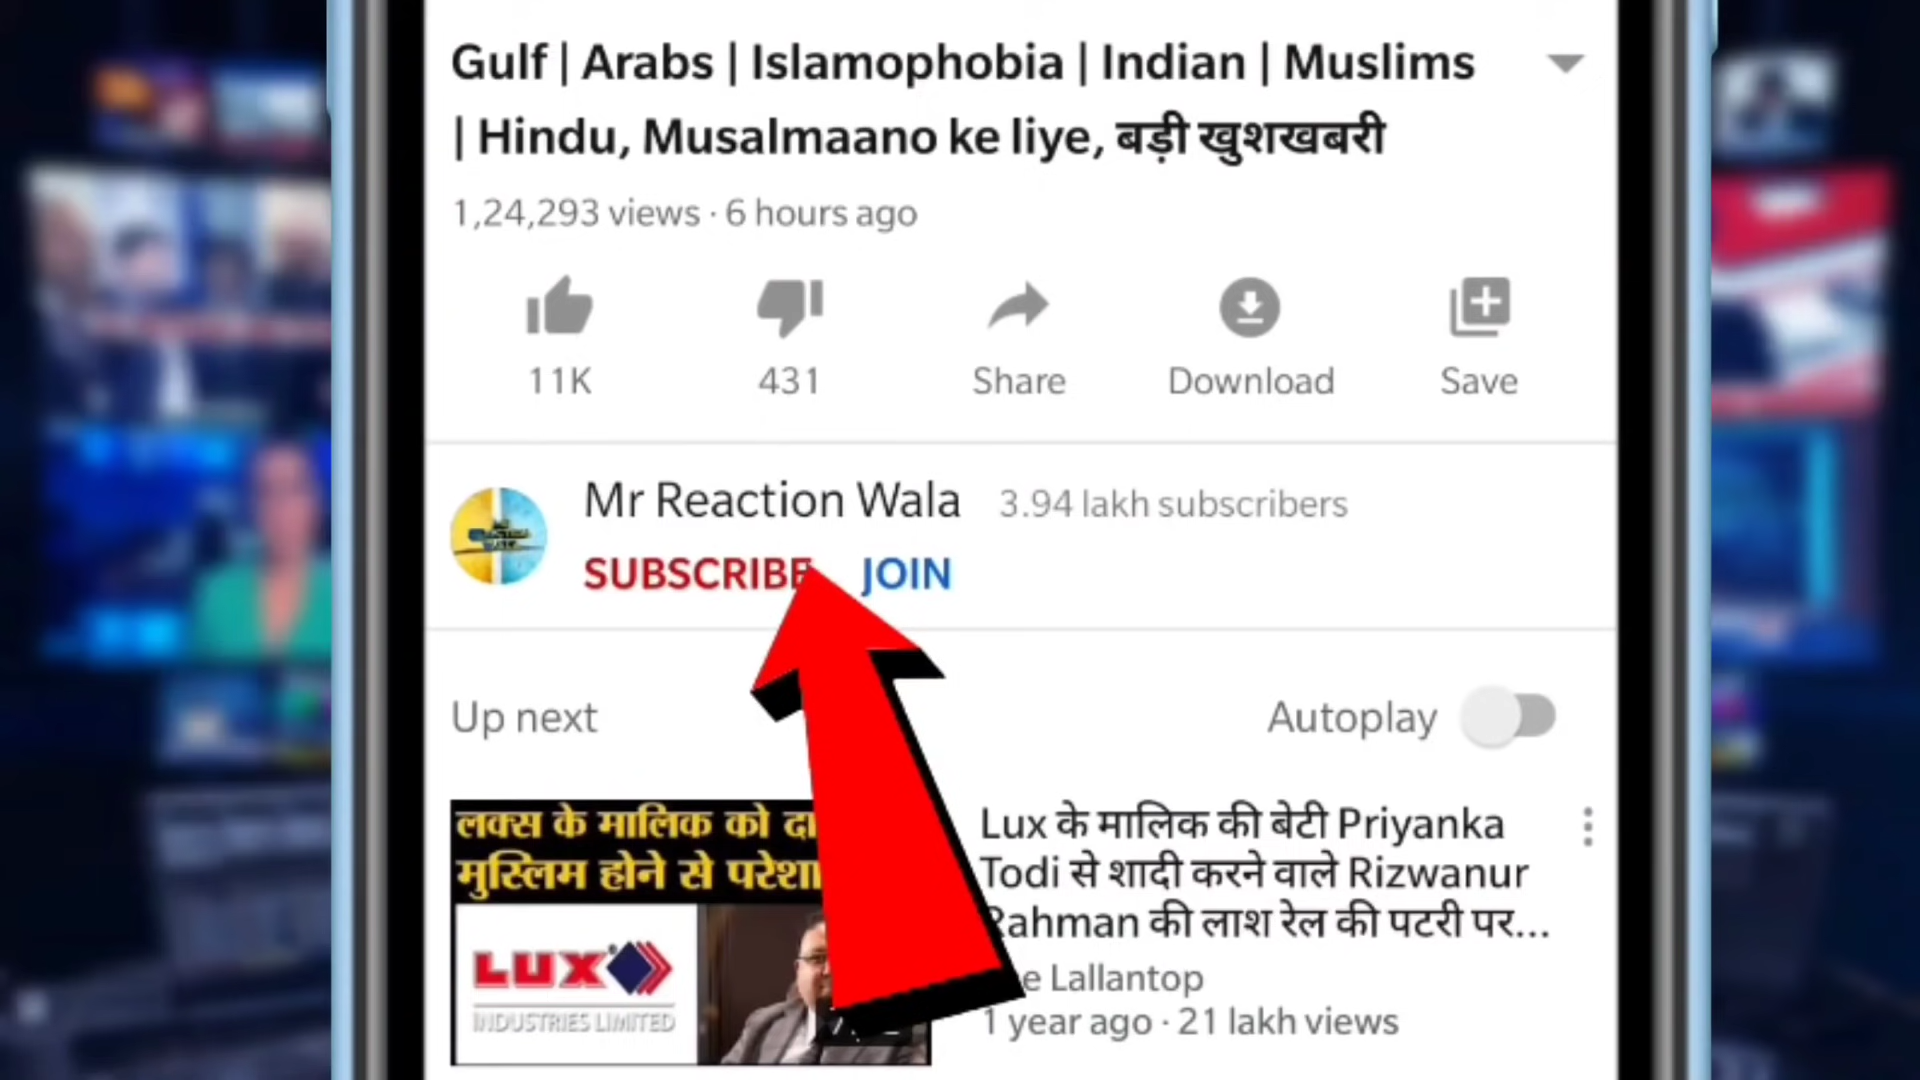 Gulf | Arabs | Islamophobia | Indian | Muslims
| Hindu, Musalmaano ke liye, बड़ी खुशखबरी
1,24,293 views · 6 hours ago
11K
431
Share
Download
Save
Mr Reaction Wala 3.94 lakh subscribers
SUBSCRIBE JOIN
Up next
Autoplay
लक्स के मालिक को
मुस्लिम होने से
LUX
INDUSTRIES LIMITED
Lux के मालिक की बेटी Priyanka
Todi से शादी करने वाले Rizwanur
Rahman की लाश रेल की पटरी पर...
Lallantop
1 year ago · 21 lakh views